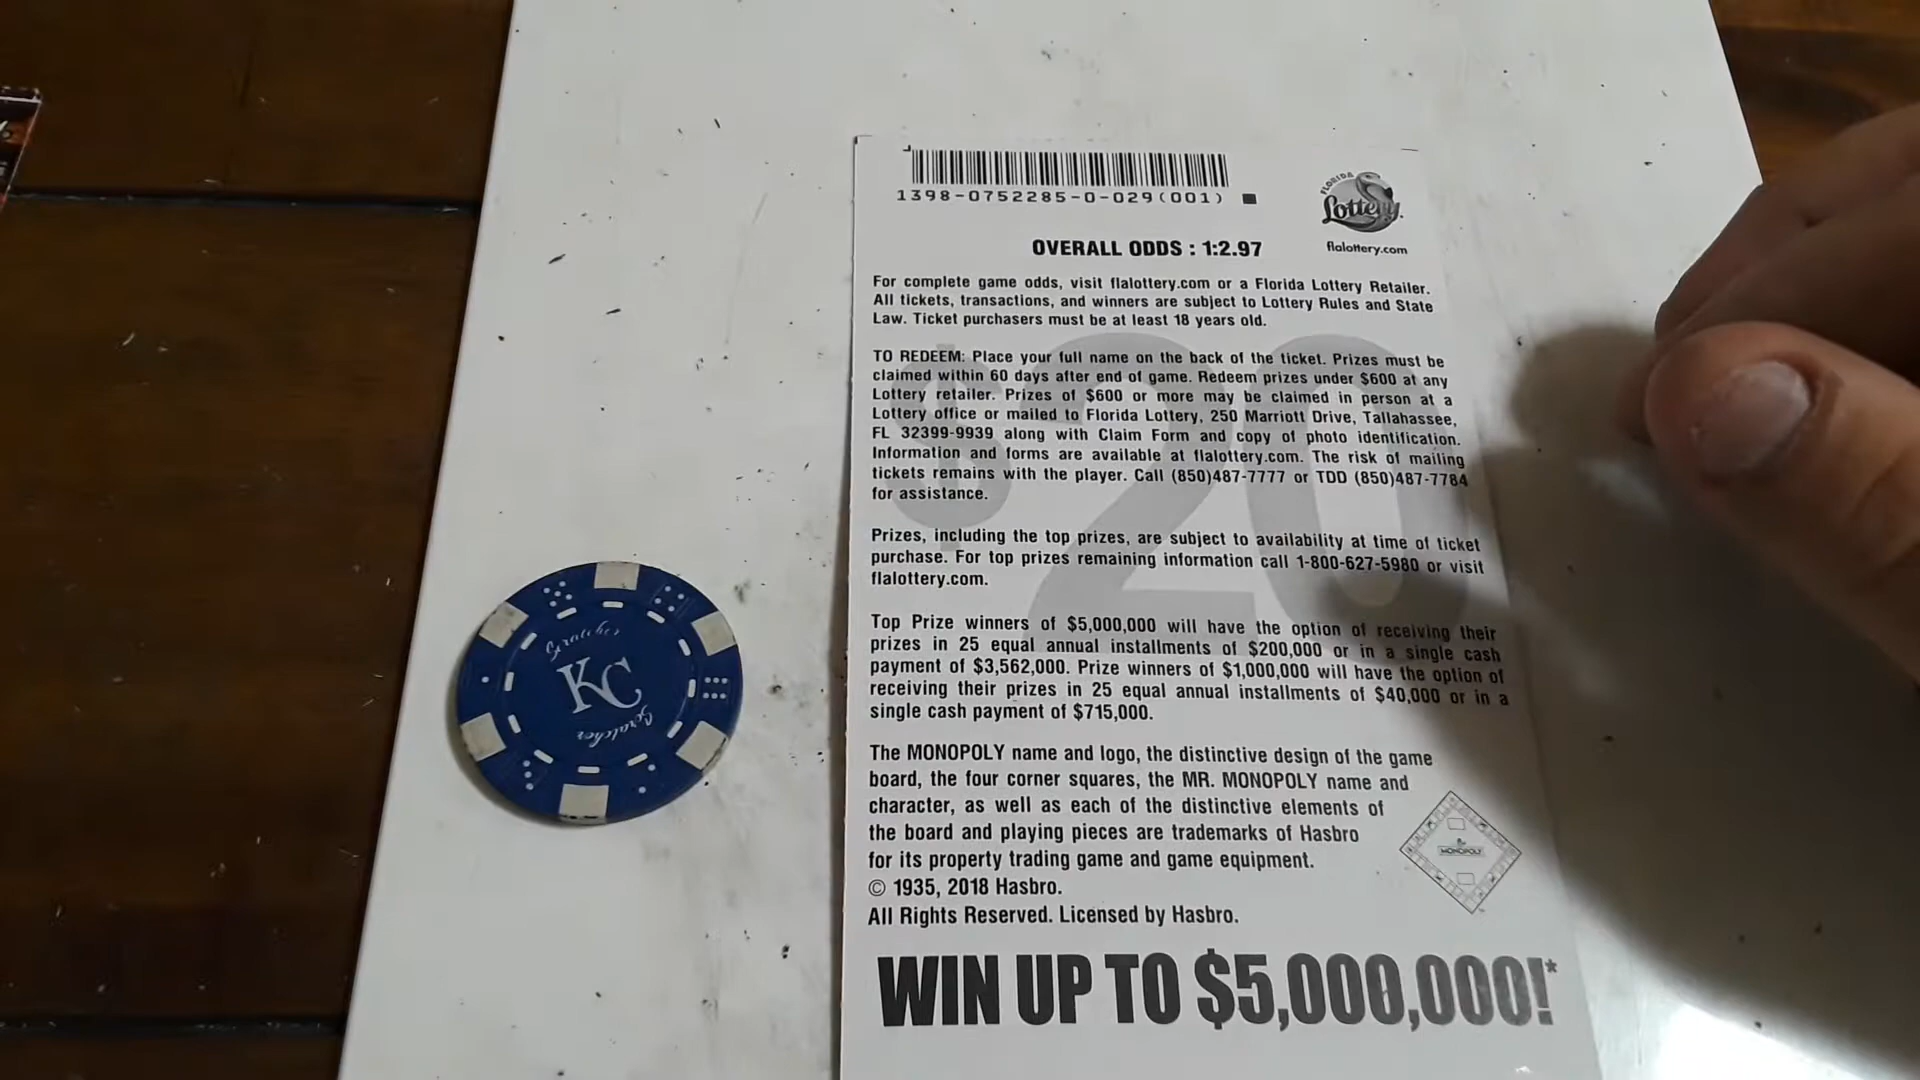 1398-0752285-0-029(001)
FLORIDA
Lottery
flalottery.com
OVERALL ODDS : 1:2.97
For complete game odds, visit flalottery.com or a Florida Lottery Retailer.
All tickets, transactions, and winners are subject to Lottery Rules and State
Law. Ticket purchasers must be at least 18 years old.
$20
TO REDEEM: Place your full name on the back of the ticket. Prizes must be
claimed within 60 days after end of game. Redeem prizes under $600 at any
Lottery retailer. Prizes of $600 or more may be claimed in person at a
Lottery office or mailed to Florida Lottery, 250 Marriott Drive, Tallahassee,
FL 32399-9939 along with Claim Form and copy of photo identification.
Information and forms are available at flalottery.com. The risk of mailing
tickets remains with the player. Call (850)487-7777 or TDD (850)487-7784
for assistance.
Prizes, including the top prizes, are subject to availability at time of ticket
purchase. For top prizes remaining information call 1-800-627-5980 or visit
flalottery.com.
Top Prize winners of $5,000,000 will have the option of receiving their
prizes in 25 equal annual installments of $200,000 or in a single cash
payment of $3,562,000. Prize winners of $1,000,000 will have the option of
receiving their prizes in 25 equal annual installments of $40,000 or in a
single cash payment of $715,000.
The MONOPOLY name and logo, the distinctive design of the game
board, the four corner squares, the MR. MONOPOLY name and
character, as well as each of the distinctive elements of
the board and playing pieces are trademarks of Hasbro
for its property trading game and game equipment.
© 1935, 2018 Hasbro.
All Rights Reserved. Licensed by Hasbro.
MONOPOLY
WIN UP TO $5,000,000!*
Scratcher
KC
Scratcher